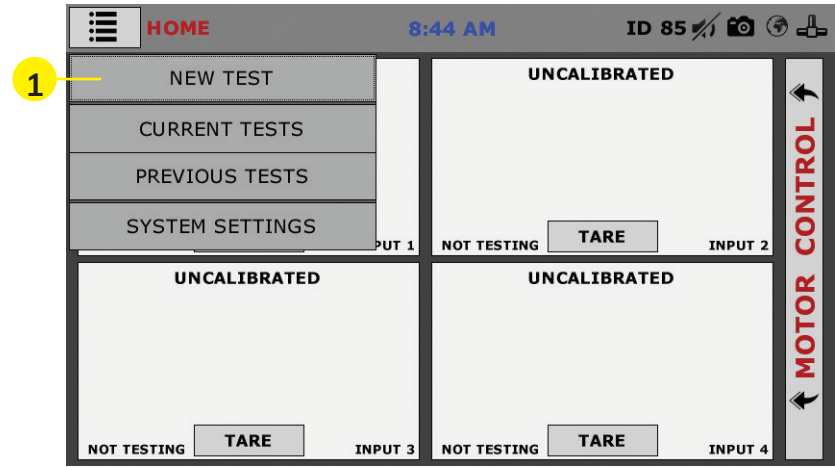 HOME 8:44 AM ID 85
1
NEW TEST
CURRENT TESTS
PREVIOUS TESTS
SYSTEM SETTINGS
PUT 1
UNCALIBRATED
NOT TESTING TARE INPUT 2
UNCALIBRATED
NOT TESTING TARE INPUT 3
UNCALIBRATED
NOT TESTING TARE INPUT 4
MOTOR CONTROL